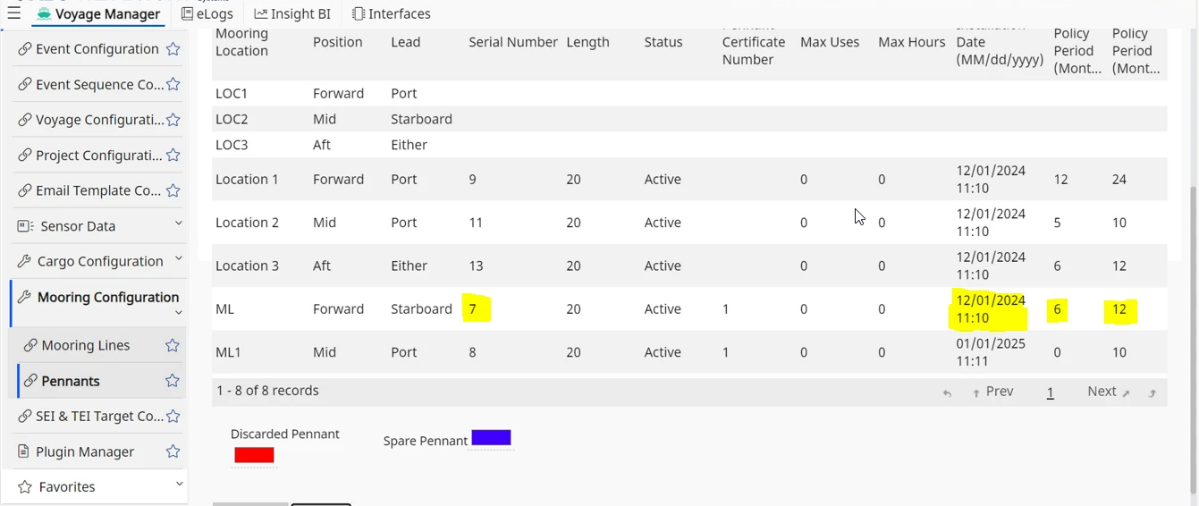 Voyage Manager eLogs Insight BI Interfaces
Event Configuration
Event Sequence Co...
Voyage Configurati...
Project Configurati...
Email Template Co...
Sensor Data
Cargo Configuration
Mooring Configuration
Mooring Lines
Pennants
SEI & TEI Target Co...
Plugin Manager
Favorites
Mooring Location Position Lead Serial Number Length Status Certificate Number Max Uses Max Hours Date (MM/dd/yyyy) Policy Period (Mont... Policy Period (Mont...
LOC1 Forward Port
LOC2 Mid Starboard
LOC3 Aft Either
Location 1 Forward Port 9 20 Active 0 0 12/01/2024 11:10 12 24
Location 2 Mid Port 11 20 Active 0 0 12/01/2024 11:10 5 10
Location 3 Aft Either 13 20 Active 0 0 12/01/2024 11:10 6 12
ML Forward Starboard 7 20 Active 1 0 0 12/01/2024 11:10 6 12
ML1 Mid Port 8 20 Active 1 0 0 01/01/2025 11:11 0 10
1 - 8 of 8 records Prev 1 Next
Discarded Pennant Spare Pennant